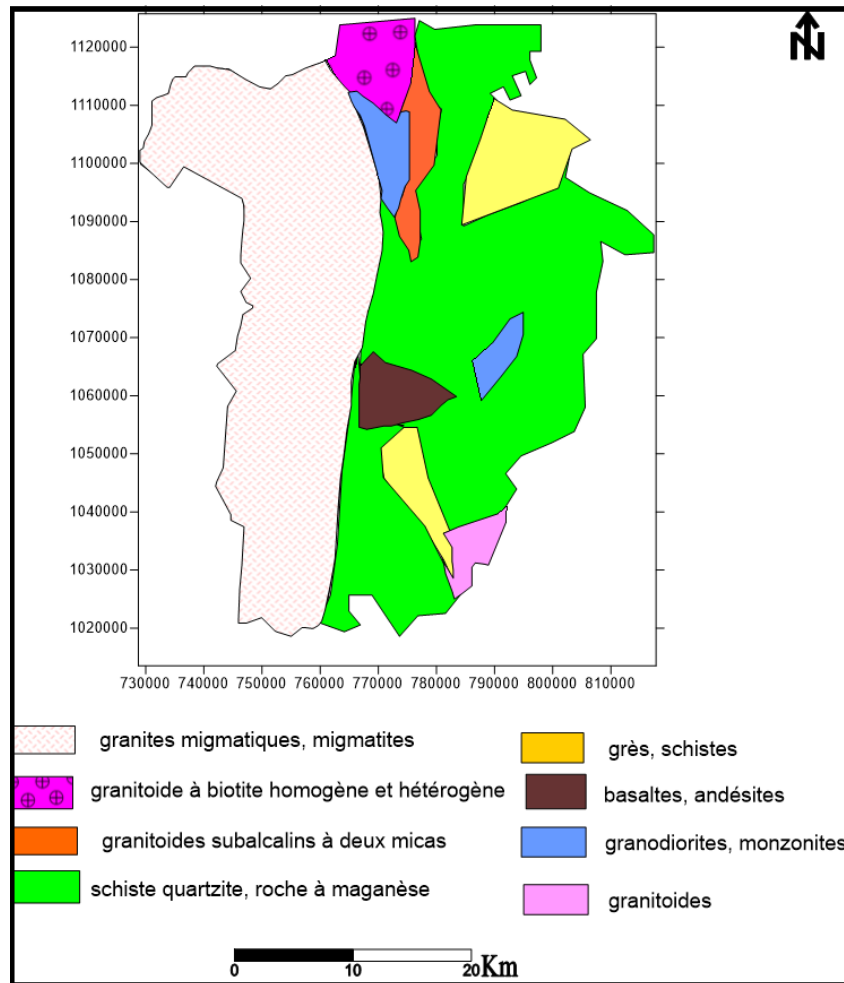 N
1120000
1110000
1100000
1090000
1080000
1070000
1060000
1050000
1040000
1030000
1020000
730000 740000 750000 760000 770000 780000 790000 800000 810000
granites migmatiques, migmatites
granitoide à biotite homogène et hétérogène
granitoides subalcalins à deux micas
schiste quartzite, roche à maganèse
grès, schistes
basaltes, andésites
granodiorites, monzonites
granitoides
0 10 20 Km